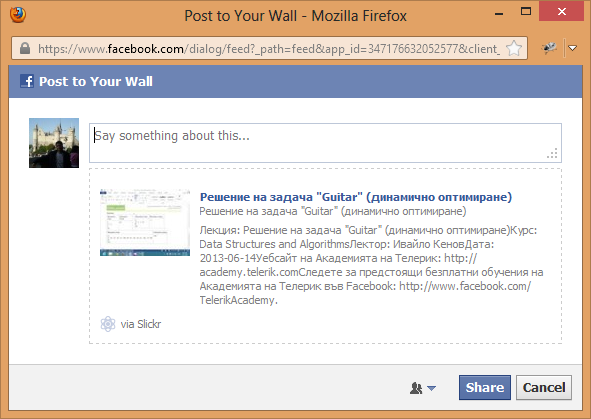 Post to Your Wall - Mozilla Firefox
https://www.facebook.com/dialog/feed?_path=feed&app_id=347176632052577&client_
Post to Your Wall
Say something about this...
Решение на задача "Guitar" (динамично оптимиране)
Решение на задача "Guitar" (динамично оптимиране)
Лекция: Решение на задача "Guitar" (динамично оптимиране)Курс:
Data Structures and AlgorithmsЛектор: Ивайло КеновДата:
2013-06-14Уебсайт на Академията на Телерик: http://
academy.telerik.comСледете за предстоящи безплатни обучения на
Академията на Телерик във Facebook: http://www.facebook.com/
TelerikAcademy.
via Slickr
Share
Cancel